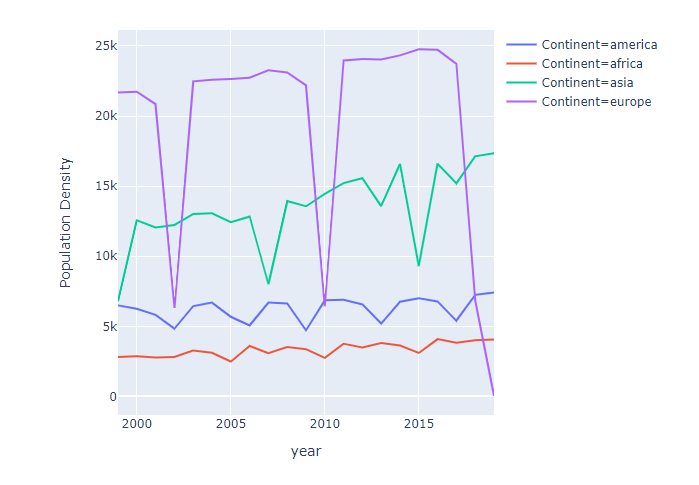 25k
20k
15k
10k
5k
0
Population Density
2000
2005
2010
2015
year
Continent=america
Continent=africa
Continent=asia
Continent=europe